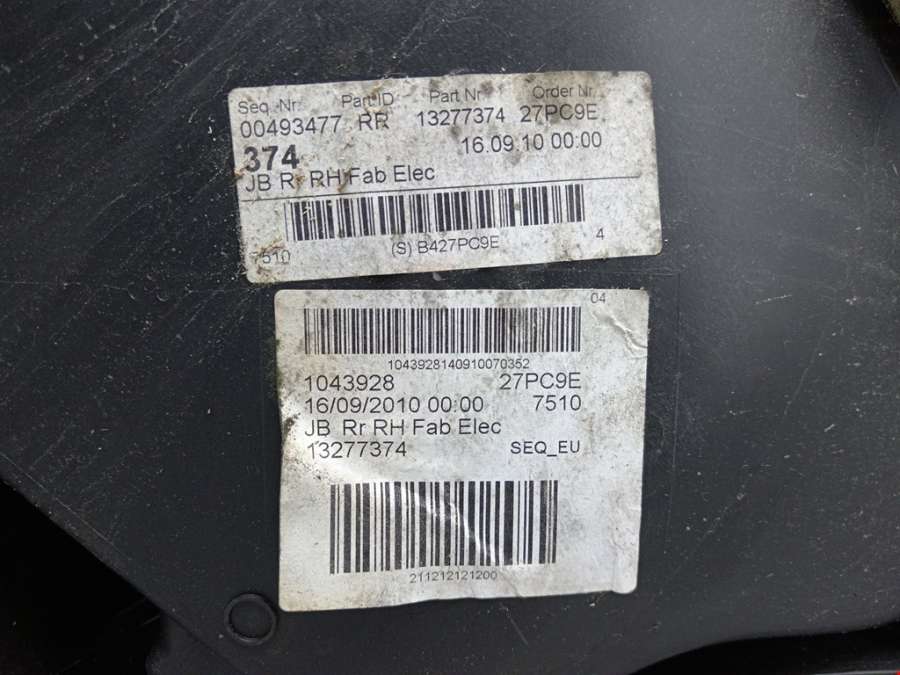 Seq. Nr. Part ID Part Nr Order Nr.
00493477 RR 13277374 27PC9E
374 16.09.10 00:00
JB Rr RH Fab Elec
7510 (S) B427PC9E 4
04
1043928140910070352
1043928 27PC9E
16/09/2010 00:00 7510
JB Rr RH Fab Elec
13277374 SEQ_EU
211212121200